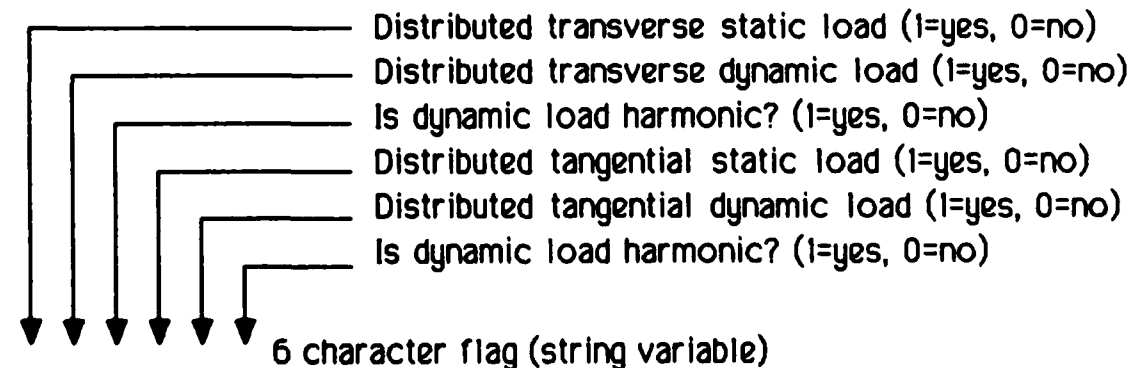 Distributed transverse static load (1=yes, 0=no)
Distributed transverse dynamic load (1=yes, 0=no)
Is dynamic load harmonic? (1=yes, 0=no)
Distributed tangential static load (1=yes, 0=no)
Distributed tangential dynamic load (1=yes, 0=no)
Is dynamic load harmonic? (1=yes, 0=no)
6 character flag (string variable)